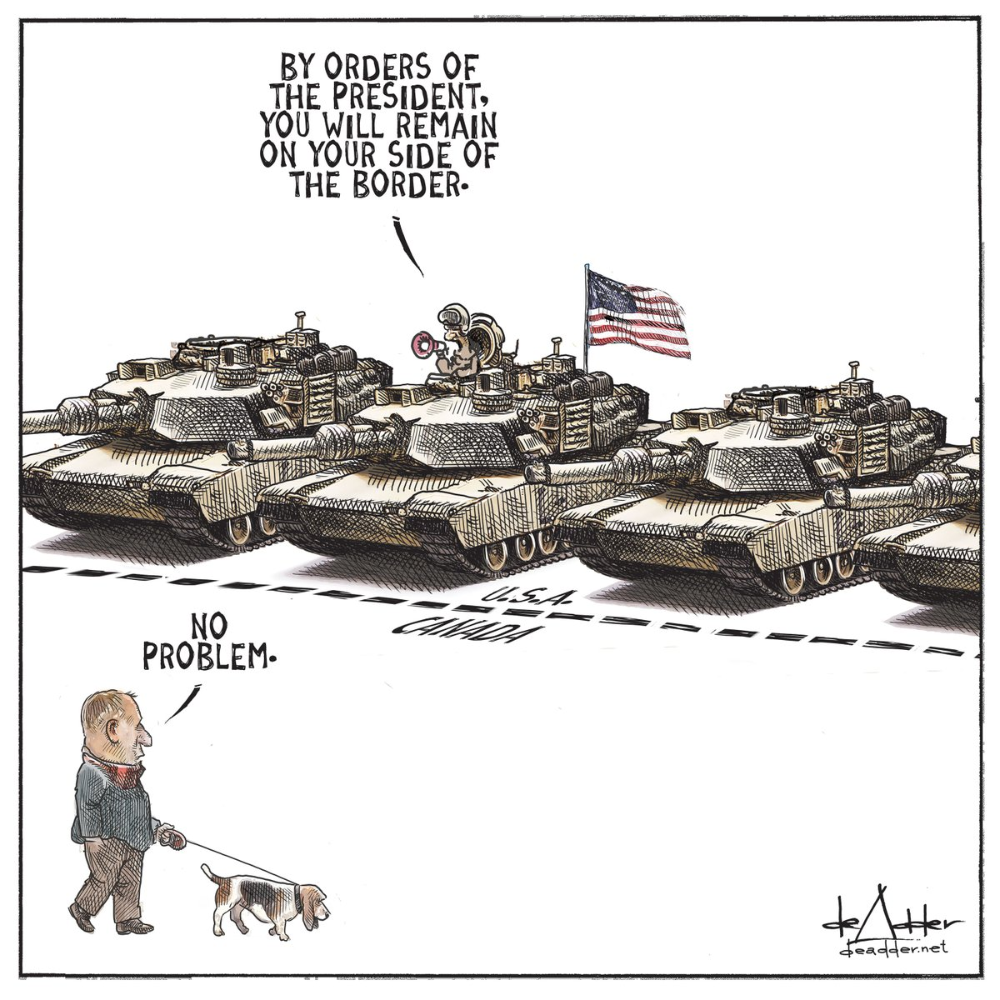 BY ORDERS OF
THE PRESIDENT,
YOU WILL REMAIN
ON YOUR SIDE OF
THE BORDER.
U.S.A.
CANADA
NO
PROBLEM.
deAdder
deadder.net